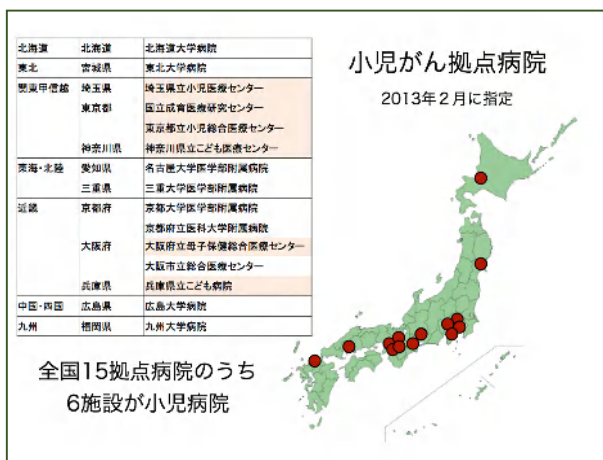 北海道 北海道 北海道大学病院
東北 宮城県 東北大学病院
関東甲信越 埼玉県 埼玉県立小児医療センター
東京都 国立成育医療研究センター
東京都立小児総合医療センター
神奈川県 神奈川県立こども医療センター
東海・北陸 愛知県 名古屋大学医学部附属病院
三重県 三重大学医学部附属病院
近畿 京都府 京都大学医学部附属病院
京都府立医科大学附属病院
大阪府 大阪府立母子保健総合医療センター
大阪市立総合医療センター
兵庫県 兵庫県立こども病院
中国・四国 広島県 広島大学病院
九州 福岡県 九州大学病院
小児がん拠点病院
2013年２月に指定
全国15拠点病院のうち
6施設が小児病院